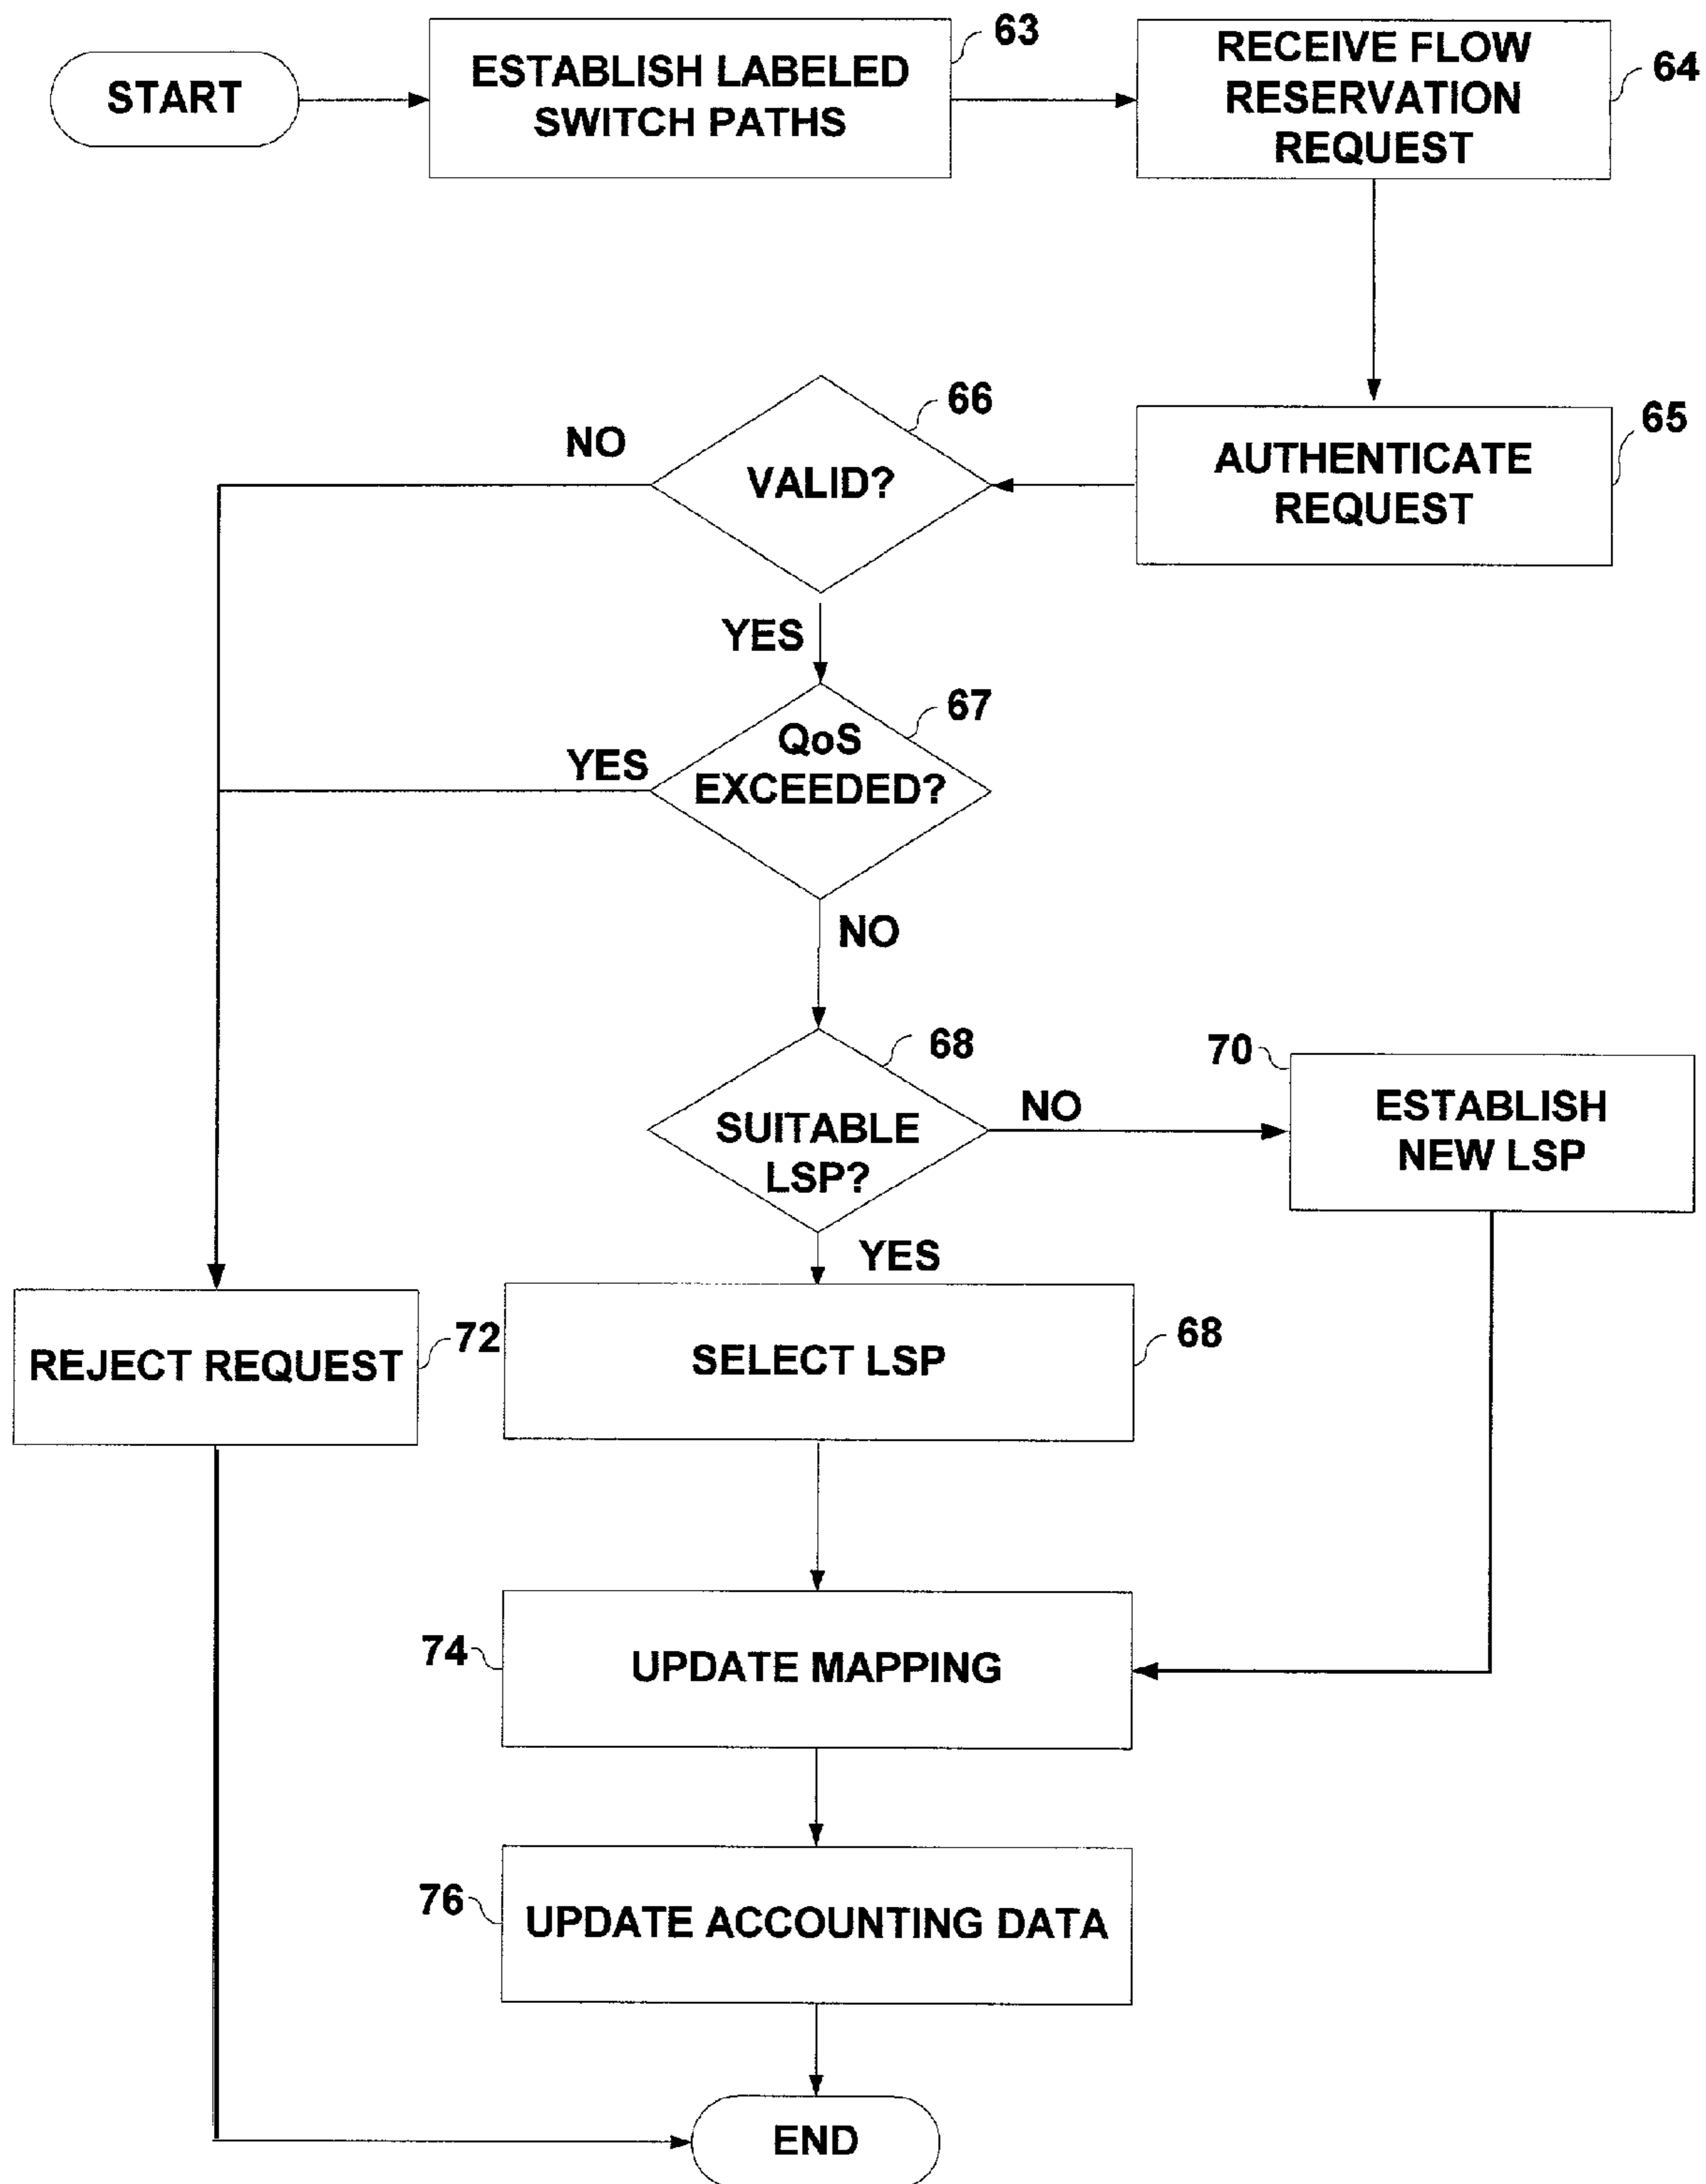 START
63
ESTABLISH LABELED
SWITCH PATHS
64
RECEIVE FLOW
RESERVATION
REQUEST
65
AUTHENTICATE
REQUEST
66
VALID?
NO
YES
67
QoS
EXCEEDED?
YES
NO
68
SUITABLE
LSP?
NO
70
ESTABLISH
NEW LSP
YES
72
REJECT REQUEST
68
SELECT LSP
74
UPDATE MAPPING
76
UPDATE ACCOUNTING DATA
END